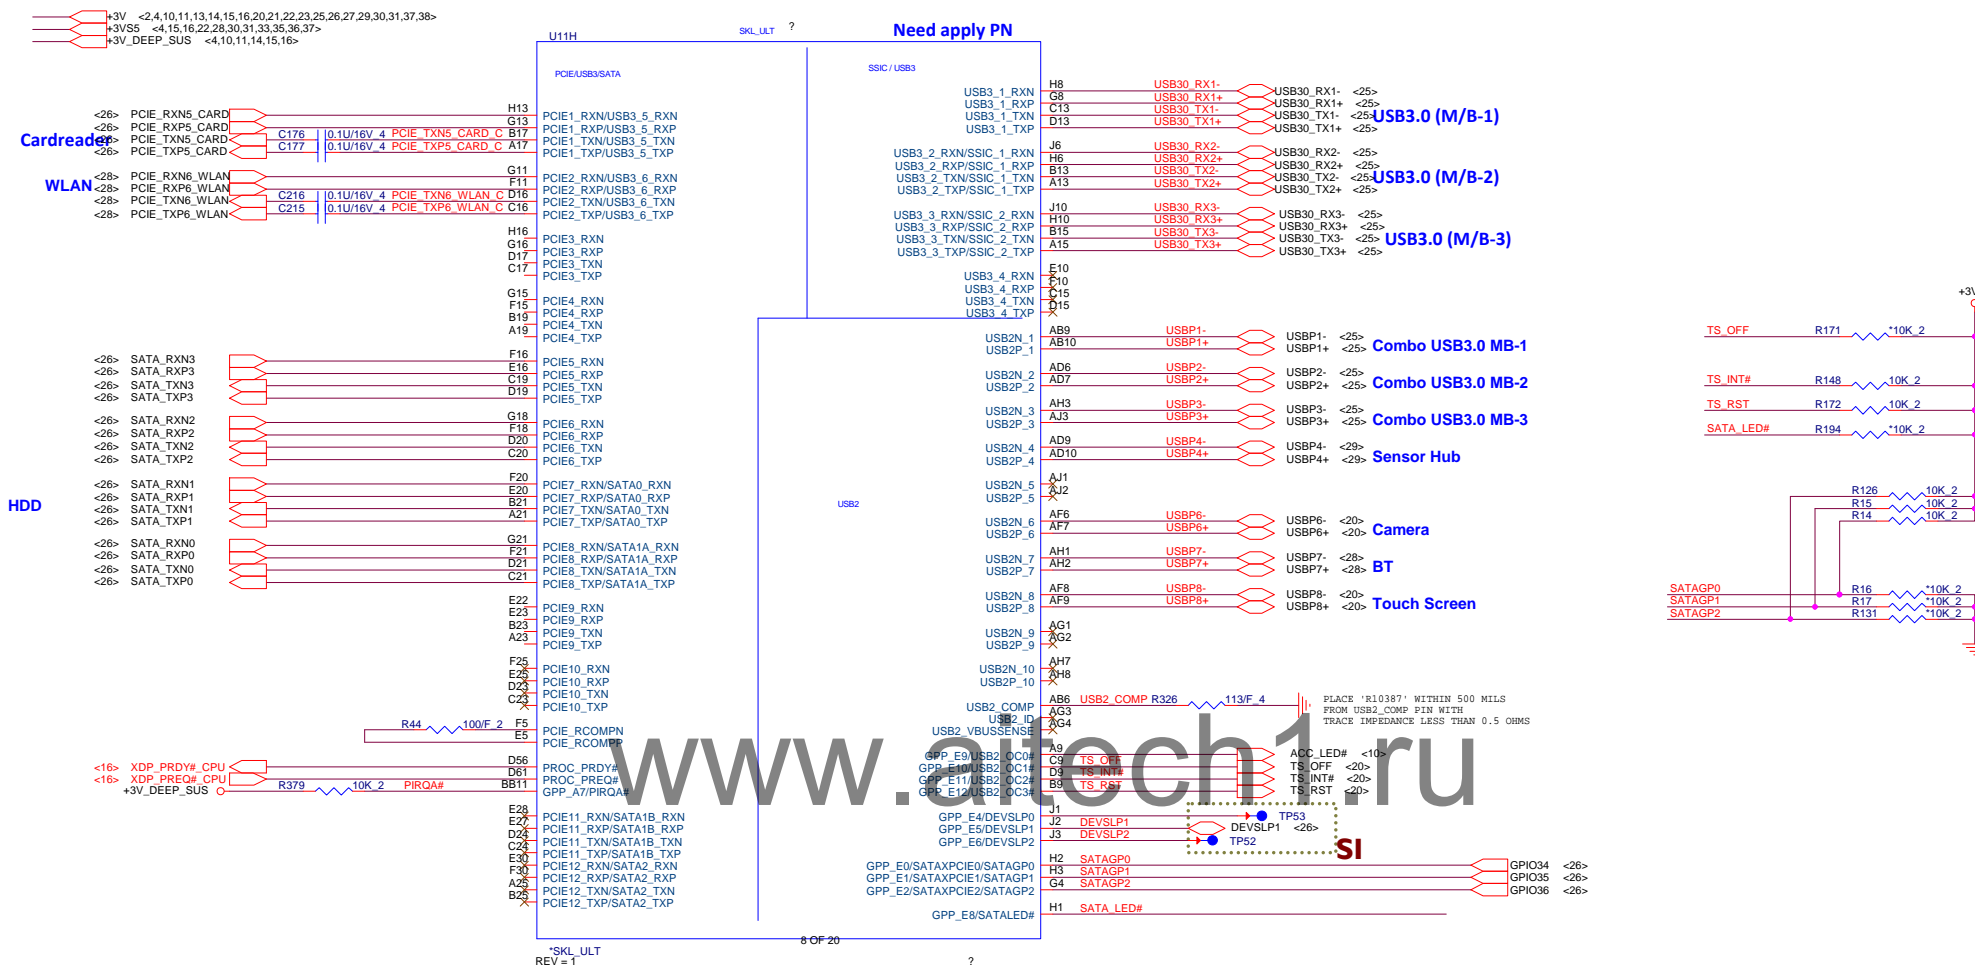 +3V <2,4,10,11,13,14,15,16,20,21,22,23,25,26,27,29,30,31,37,38>
+3VS5 <4,15,16,22,28,30,31,33,35,36,37>
+3V_DEEP_SUS <4,10,11,14,15,16>
U11H
SKL_ULT ?
Need apply PN
PCIE/USB3/SATA
SSIC / USB3
Cardreader
<26> PCIE_RXN5_CARD H13 PCIE1_RXN/USB3_5_RXN
<26> PCIE_RXP5_CARD G13 PCIE1_RXP/USB3_5_RXP
<26> PCIE_TXN5_CARD C176 0.1U/16V_4 PCIE_TXN5_CARD_C B17 PCIE1_TXN/USB3_5_TXN
<26> PCIE_TXP5_CARD C177 0.1U/16V_4 PCIE_TXP5_CARD_C A17 PCIE1_TXP/USB3_5_TXP
WLAN
<28> PCIE_RXN6_WLAN G11 PCIE2_RXN/USB3_6_RXN
<28> PCIE_RXP6_WLAN F11 PCIE2_RXP/USB3_6_RXP
<28> PCIE_TXN6_WLAN C216 0.1U/16V_4 PCIE_TXN6_WLAN_C D16 PCIE2_TXN/USB3_6_TXN
<28> PCIE_TXP6_WLAN C215 0.1U/16V_4 PCIE_TXP6_WLAN_C C16 PCIE2_TXP/USB3_6_TXP
H16 PCIE3_RXN
G16 PCIE3_RXP
D17 PCIE3_TXN
C17 PCIE3_TXP
G15 PCIE4_RXN
F15 PCIE4_RXP
B19 PCIE4_TXN
A19 PCIE4_TXP
<26> SATA_RXN3 F16 PCIE5_RXN
<26> SATA_RXP3 E16 PCIE5_RXP
<26> SATA_TXN3 C19 PCIE5_TXN
<26> SATA_TXP3 D19 PCIE5_TXP
<26> SATA_RXN2 G18 PCIE6_RXN
<26> SATA_RXP2 F18 PCIE6_RXP
<26> SATA_TXN2 D20 PCIE6_TXN
<26> SATA_TXP2 C20 PCIE6_TXP
HDD
<26> SATA_RXN1 F20 PCIE7_RXN/SATA0_RXN
<26> SATA_RXP1 E20 PCIE7_RXP/SATA0_RXP
<26> SATA_TXN1 B21 PCIE7_TXN/SATA0_TXN
<26> SATA_TXP1 A21 PCIE7_TXP/SATA0_TXP
<26> SATA_RXN0 G21 PCIE8_RXN/SATA1A_RXN
<26> SATA_RXP0 F21 PCIE8_RXP/SATA1A_RXP
<26> SATA_TXN0 D21 PCIE8_TXN/SATA1A_TXN
<26> SATA_TXP0 C21 PCIE8_TXP/SATA1A_TXP
E22 PCIE9_RXN
E23 PCIE9_RXP
B23 PCIE9_TXN
A23 PCIE9_TXP
F25 PCIE10_RXN
E25 PCIE10_RXP
D23 PCIE10_TXN
C23 PCIE10_TXP
R44 100/F_2 F5 PCIE_RCOMPN
E5 PCIE_RCOMPP
<16> XDP_PRDY#_CPU D56 PROC_PRDY#
<16> XDP_PREQ#_CPU D61 PROC_PREQ#
+3V_DEEP_SUS R379 10K_2 PIRQA# BB11 GPP_A7/PIRQA#
E28 PCIE11_RXN/SATA1B_RXN
E27 PCIE11_RXP/SATA1B_RXP
D24 PCIE11_TXN/SATA1B_TXN
C24 PCIE11_TXP/SATA1B_TXP
E30 PCIE12_RXN/SATA2_RXN
F30 PCIE12_RXP/SATA2_RXP
A25 PCIE12_TXN/SATA2_TXN
B25 PCIE12_TXP/SATA2_TXP
*SKL_ULT
REV = 1
8 OF 20
?
USB2
USB3_1_RXN H8 USB30_RX1- USB30_RX1- <25>
USB3_1_RXP G8 USB30_RX1+ USB30_RX1+ <25>
USB3_1_TXN C13 USB30_TX1- USB30_TX1- <25>
USB3_1_TXP D13 USB30_TX1+ USB30_TX1+ <25>
USB3.0 (M/B-1)
USB3_2_RXN/SSIC_1_RXN J6 USB30_RX2- USB30_RX2- <25>
USB3_2_RXP/SSIC_1_RXP H6 USB30_RX2+ USB30_RX2+ <25>
USB3_2_TXN/SSIC_1_TXN B13 USB30_TX2- USB30_TX2- <25>
USB3_2_TXP/SSIC_1_TXP A13 USB30_TX2+ USB30_TX2+ <25>
USB3.0 (M/B-2)
USB3_3_RXN/SSIC_2_RXN J10 USB30_RX3- USB30_RX3- <25>
USB3_3_RXP/SSIC_2_RXP H10 USB30_RX3+ USB30_RX3+ <25>
USB3_3_TXN/SSIC_2_TXN B15 USB30_TX3- USB30_TX3- <25>
USB3_3_TXP/SSIC_2_TXP A15 USB30_TX3+ USB30_TX3+ <25>
USB3.0 (M/B-3)
USB3_4_RXN E10
USB3_4_RXP F10
USB3_4_TXN C15
USB3_4_TXP D15
USB2N_1 AB9 USBP1- USBP1- <25>
USB2P_1 AB10 USBP1+ USBP1+ <25>
Combo USB3.0 MB-1
USB2N_2 AD6 USBP2- USBP2- <25>
USB2P_2 AD7 USBP2+ USBP2+ <25>
Combo USB3.0 MB-2
USB2N_3 AH3 USBP3- USBP3- <25>
USB2P_3 AJ3 USBP3+ USBP3+ <25>
Combo USB3.0 MB-3
USB2N_4 AD9 USBP4- USBP4- <29>
USB2P_4 AD10 USBP4+ USBP4+ <29>
Sensor Hub
USB2N_5 AJ1
USB2P_5 AJ2
USB2N_6 AF6 USBP6- USBP6- <20>
USB2P_6 AF7 USBP6+ USBP6+ <20>
Camera
USB2N_7 AH1 USBP7- USBP7- <28>
USB2P_7 AH2 USBP7+ USBP7+ <28>
BT
USB2N_8 AF8 USBP8- USBP8- <20>
USB2P_8 AF9 USBP8+ USBP8+ <20>
Touch Screen
USB2N_9 AG1
USB2P_9 AG2
USB2N_10 AH7
USB2P_10 AH8
USB2_COMP AB6 USB2_COMP R326 113/F_4
USB2_ID AG3
USB2_VBUSSENSE AG4
PLACE 'R10387' WITHIN 500 MILS
FROM USB2_COMP PIN WITH
TRACE IMPEDANCE LESS THAN 0.5 OHMS
GPP_E9/USB2_OC0# A9 ACC_LED# <10>
GPP_E10/USB2_OC1# C9 TS_OFF TS_OFF <20>
GPP_E11/USB2_OC2# D9 TS_INT# TS_INT# <20>
GPP_E12/USB2_OC3# B9 TS_RST TS_RST <20>
GPP_E4/DEVSLP0 J1 TP53
GPP_E5/DEVSLP1 J2 DEVSLP1 DEVSLP1 <26>
GPP_E6/DEVSLP2 J3 DEVSLP2 TP52
SI
GPP_E0/SATAXPCIE0/SATAGP0 H2 SATAGP0 GPIO34 <26>
GPP_E1/SATAXPCIE1/SATAGP1 H3 SATAGP1 GPIO35 <26>
GPP_E2/SATAXPCIE2/SATAGP2 G4 SATAGP2 GPIO36 <26>
GPP_E8/SATALED# H1 SATA_LED#
+3V
TS_OFF R171 *10K_2
TS_INT# R148 10K_2
TS_RST R172 10K_2
SATA_LED# R194 *10K_2
R126 10K_2
R15 10K_2
R14 10K_2
SATAGP0 R16 *10K_2
SATAGP1 R17 *10K_2
SATAGP2 R131 *10K_2
www.aitech1.ru